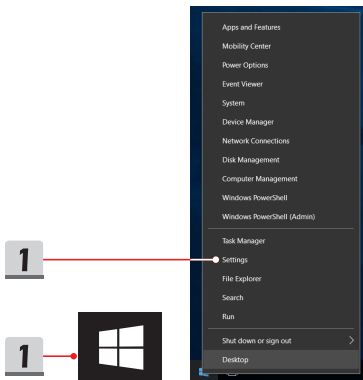 Apps and Features
Mobility Center
Power Options
Event Viewer
System
Device Manager
Network Connections
Disk Management
Computer Management
Windows PowerShell
Windows PowerShell (Admin)
Task Manager
1
Settings
File Explorer
Search
Run
Shut down or sign out
1
Desktop